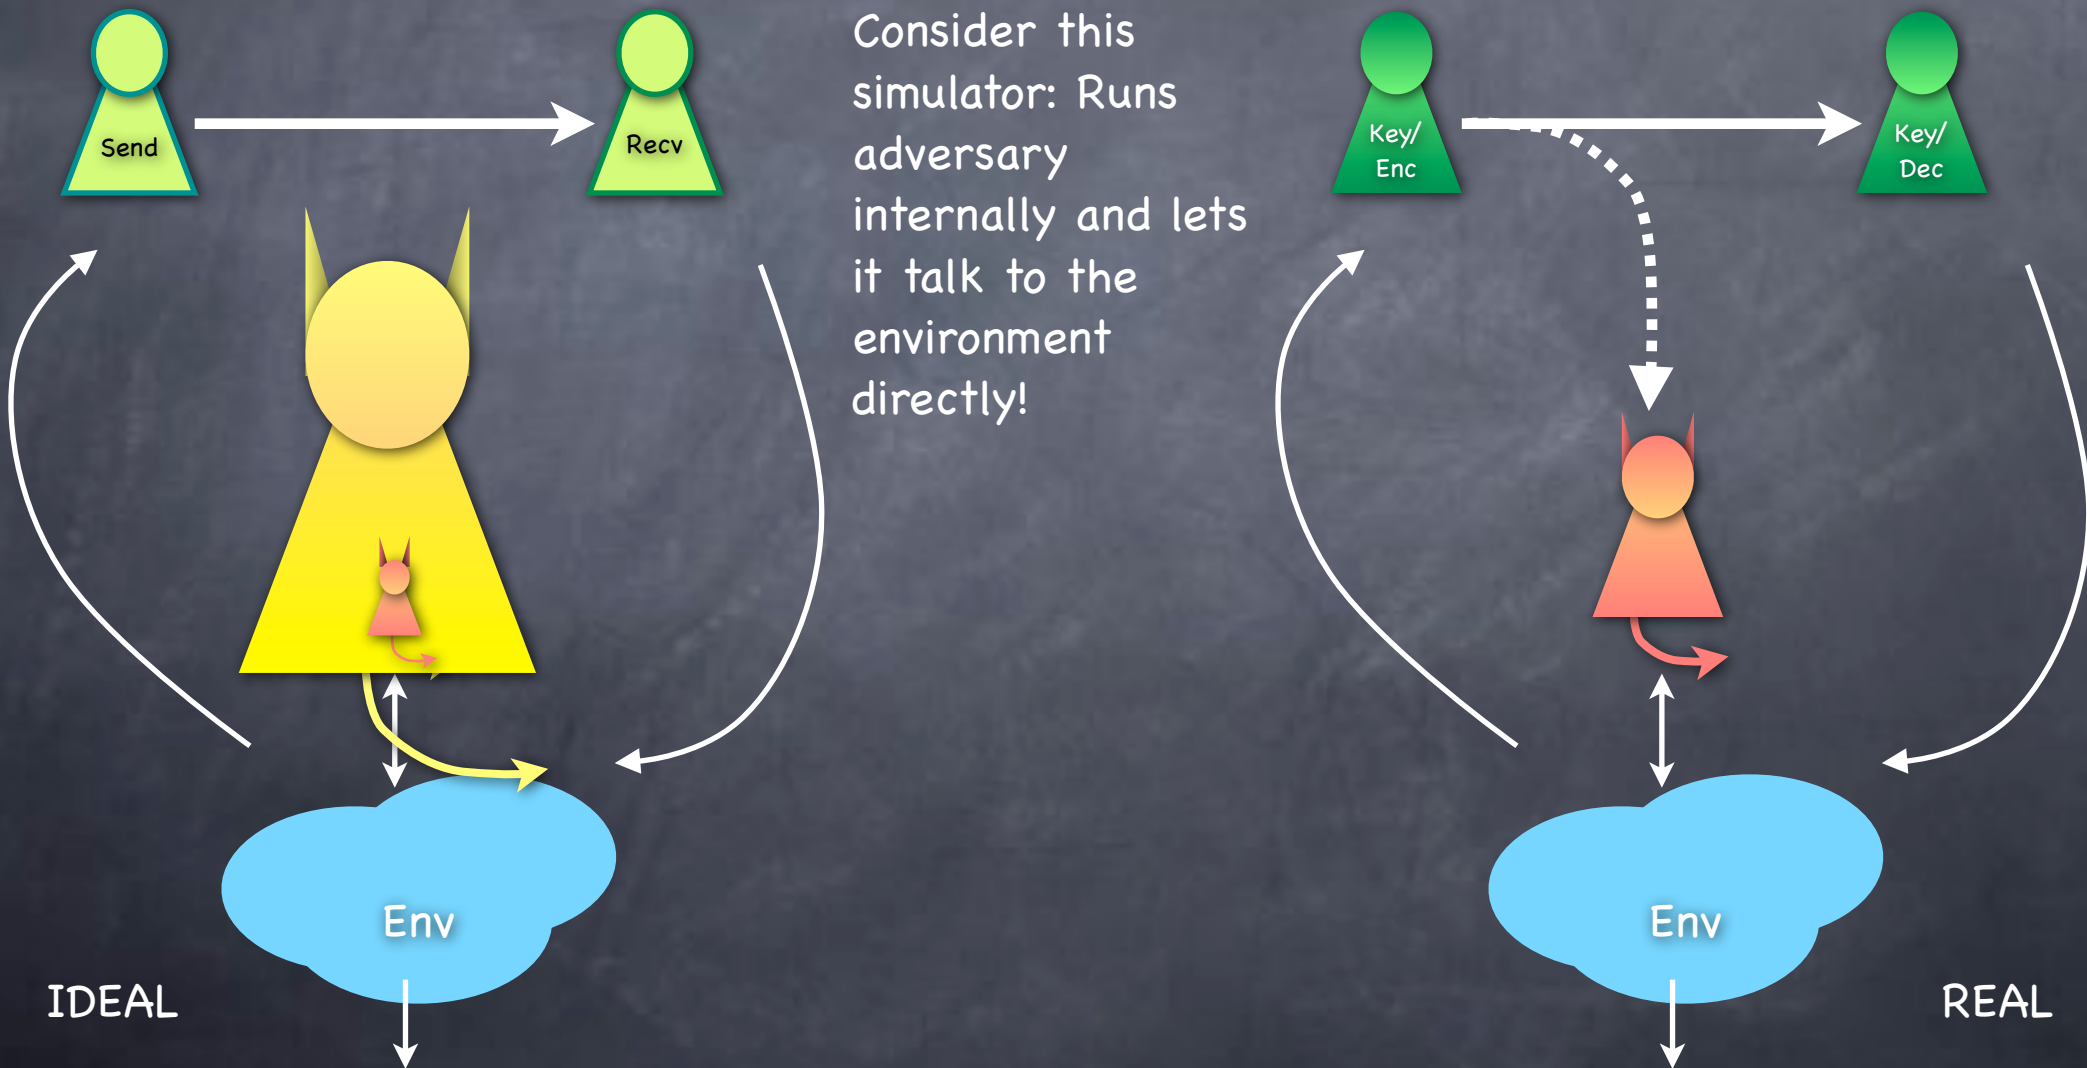 Send
Recv
Consider this
simulator: Runs
adversary
internally and lets
it talk to the
environment
directly!
Key/
Enc
Key/
Dec
Env
Env
IDEAL
REAL